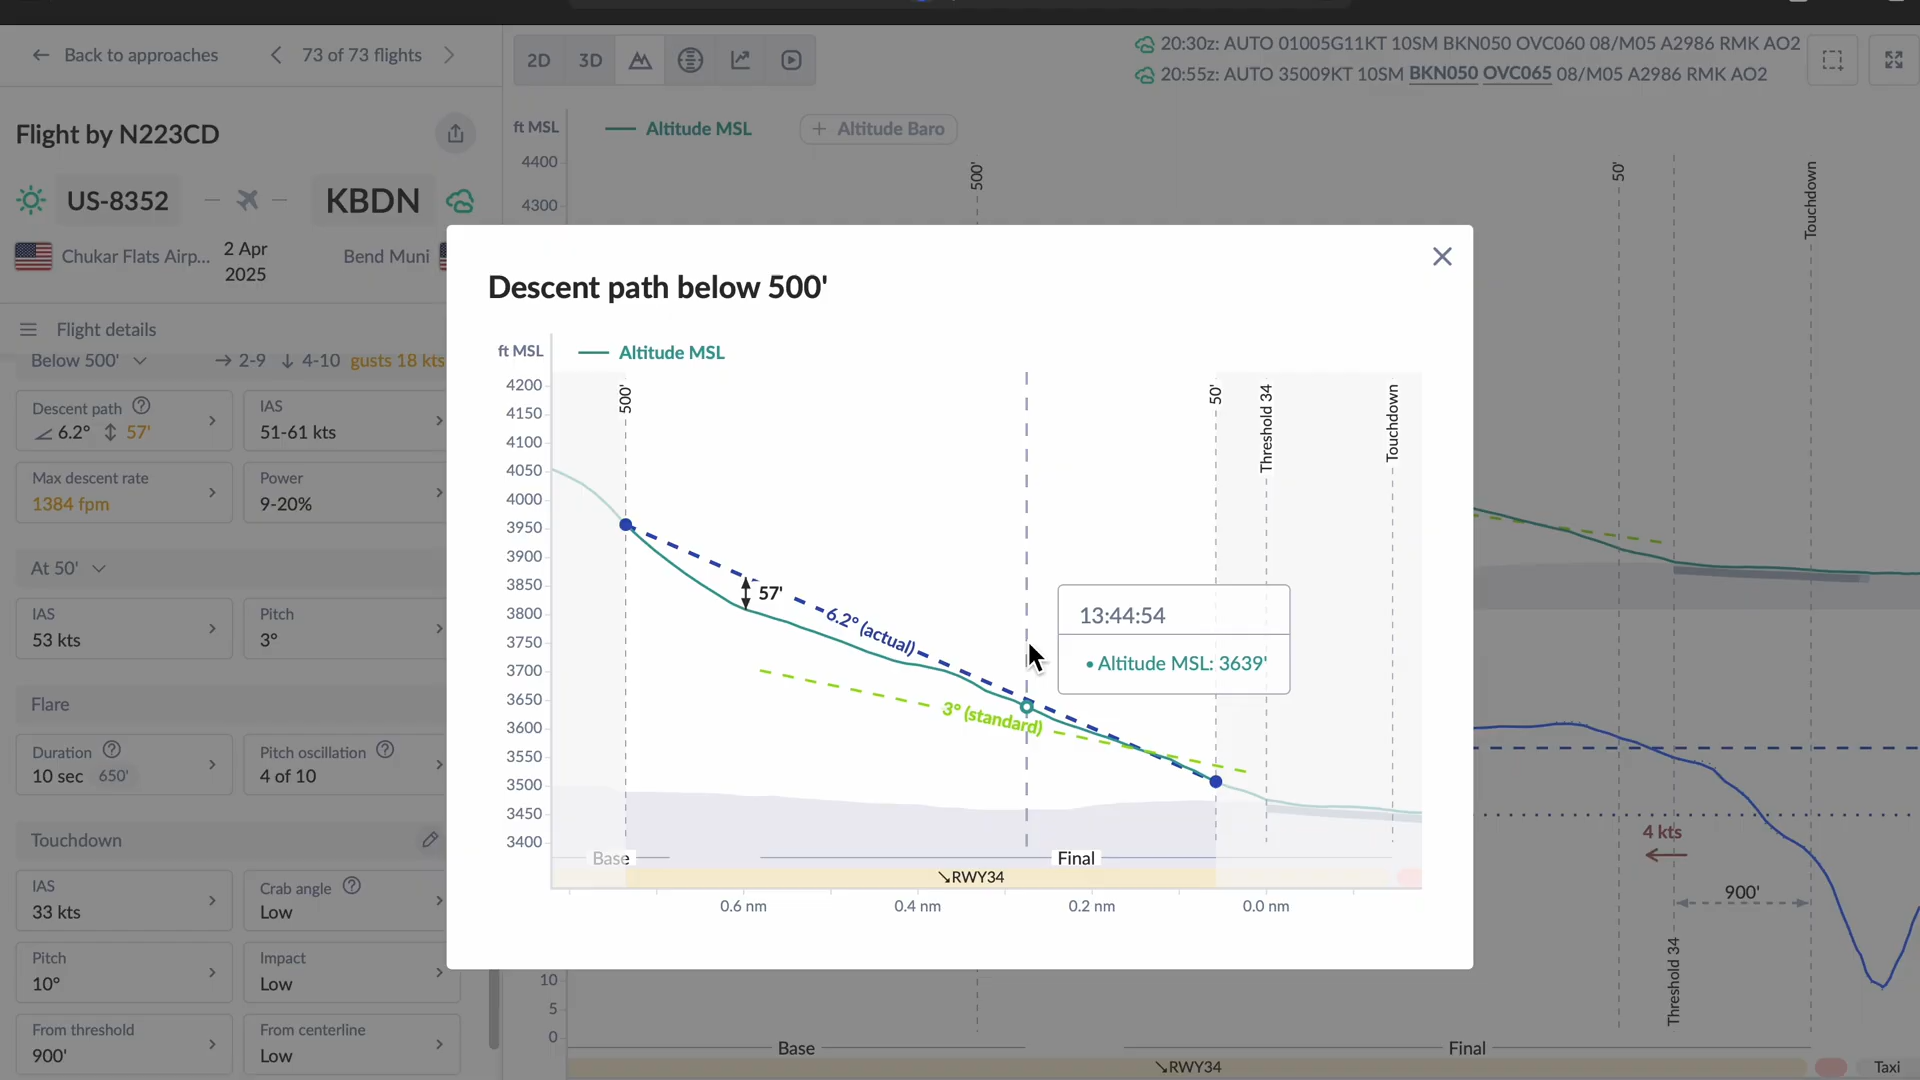 Back to approaches
73 of 73 flights
Flight by N223CD
US-8352
KBDN
Chukar Flats Airp...
2 Apr
2025
Bend Muni
Flight details
Below 500'
2-9
4-10
gusts 18 kts
Descent path
6.2°
57'
IAS
51-61 kts
Max descent rate
1384 fpm
Power
9-20%
At 50'
IAS
53 kts
Pitch
3°
Flare
Duration
10 sec 650'
Pitch oscillation
4 of 10
Touchdown
IAS
33 kts
Crab angle
Low
Pitch
10°
Impact
Low
From threshold
900'
From centerline
Low
2D
3D
20:30z: AUTO 01005G11KT 10SM BKN050 OVC060 08/M05 A2986 RMK AO2
20:55z: AUTO 35009KT 10SM BKN050 OVC065 08/M05 A2986 RMK AO2
ft MSL
Altitude MSL
+ Altitude Baro
4400
4300
500'
50'
Touchdown
Descent path below 500'
ft MSL
Altitude MSL
4200
4150
4100
4050
4000
3950
3900
3850
3800
3750
3700
3650
3600
3550
3500
3450
3400
500'
50'
Threshold 34
Touchdown
57'
6.2° (actual)
3° (standard)
13:44:54
Altitude MSL: 3639'
Base
Final
RWY34
0.6 nm
0.4 nm
0.2 nm
0.0 nm
4 kts
900'
Threshold 34
10
5
0
Base
Final
RWY34
Taxi